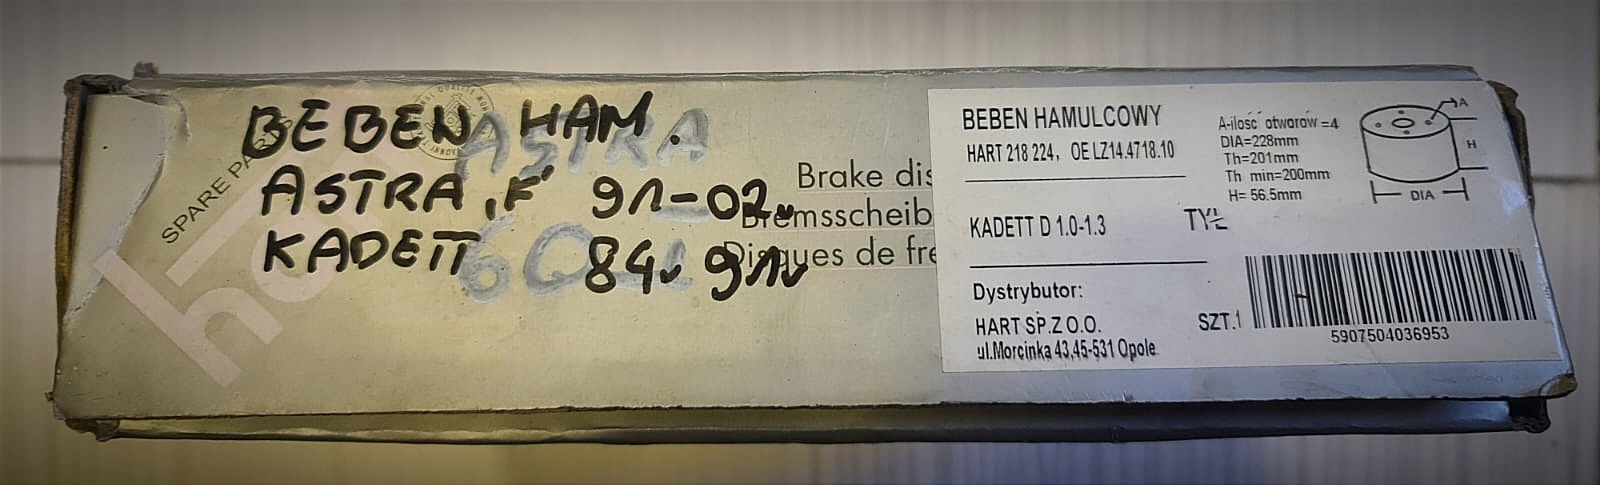 BEBEN HAM.
ASTRA F 91-02
KADETT 84 91
ASTRA
SPARE PARTS
hart
Brake dis
Bremsscheib
Disques de fre
BEBEN HAMULCOWY
HART 218 224, OE LZ14.4718.10
KADETT D 1.0-1.3 TYŁ
Dystrybutor:
HART SP.Z O.O.
ul.Morcinka 43,45-531 Opole
A-ilość otworów =4
DIA=228mm
Th=201mm
Th min=200mm
H= 56.5mm
A
H
DIA
SZT.1
5907504036953